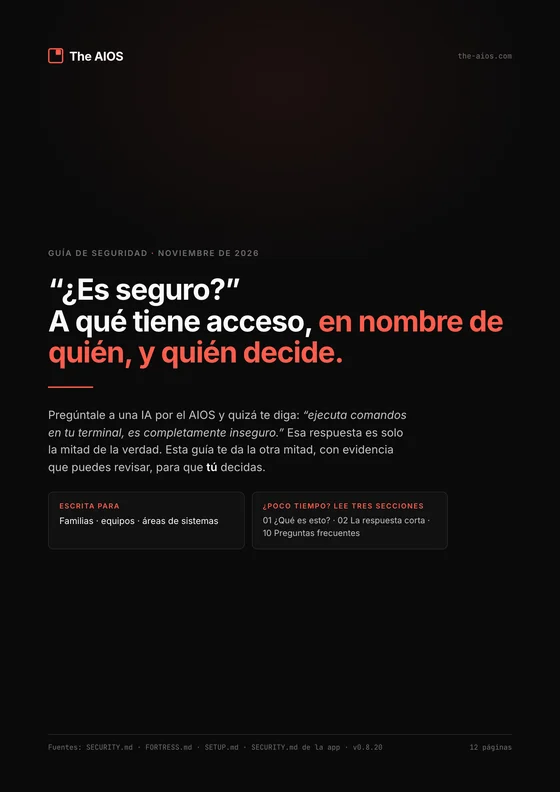 The AIOS
the-aios.com
GUÍA DE SEGURIDAD · NOVIEMBRE DE 2026
“¿Es seguro?”
A qué tiene acceso, en nombre de
quién, y quién decide.
Pregúntale a una IA por el AIOS y quizá te diga: “ejecuta comandos
en tu terminal, es completamente inseguro.” Esa respuesta es solo
la mitad de la verdad. Esta guía te da la otra mitad, con evidencia
que puedes revisar, para que tú decidas.
ESCRITA PARA
Familias · equipos · áreas de sistemas
¿POCO TIEMPO? LEE TRES SECCIONES
01 ¿Qué es esto? · 02 La respuesta corta ·
10 Preguntas frecuentes
Fuentes: SECURITY.md · FORTRESS.md · SETUP.md · SECURITY.md de la app · v0.8.20
12 páginas